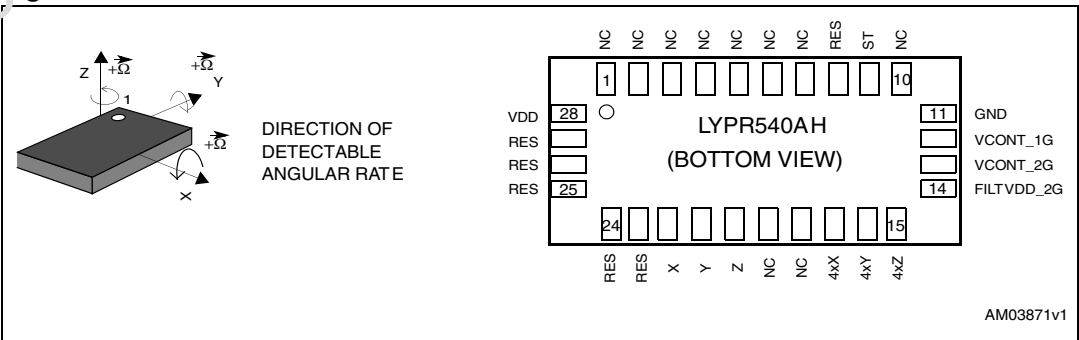 Z
+Ω
1
+Ω
Y
+Ω
X
DIRECTION OF
DETECTABLE
ANGULAR RATE
NC NC NC NC NC NC NC RES ST NC
1 10
VDD 28
RES
RES
RES 25
LYPR540AH
(BOTTOM VIEW)
11 GND
VCONT_1G
VCONT_2G
14 FILTVDD_2G
24 15
RES RES X Y Z NC NC 4xX 4xY 4xZ
AM03871v1